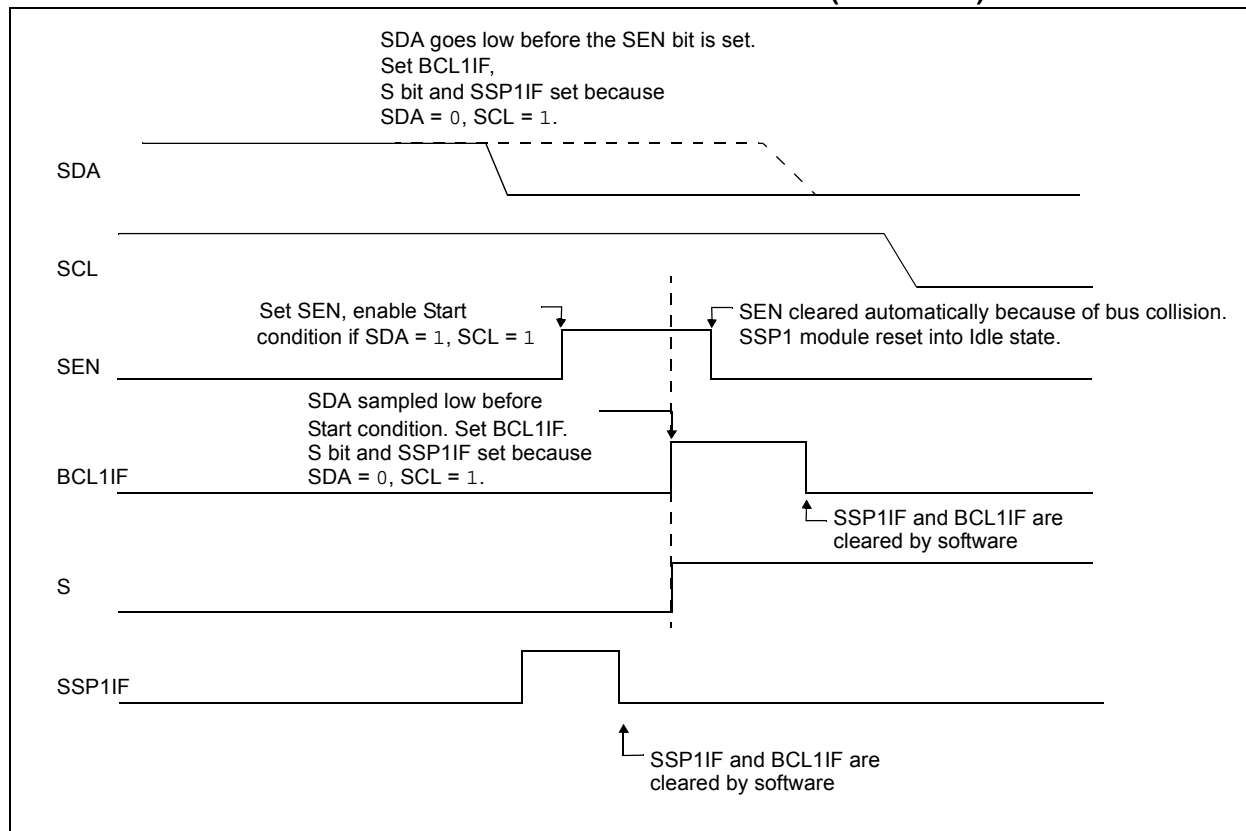 SDA goes low before the SEN bit is set.
Set BCL1IF,
S bit and SSP1IF set because
SDA = 0, SCL = 1.
SDA
SCL
Set SEN, enable Start
condition if SDA = 1, SCL = 1
SEN cleared automatically because of bus collision.
SSP1 module reset into Idle state.
SEN
SDA sampled low before
Start condition. Set BCL1IF.
S bit and SSP1IF set because
SDA = 0, SCL = 1.
BCL1IF
SSP1IF and BCL1IF are
cleared by software
S
SSP1IF
SSP1IF and BCL1IF are
cleared by software